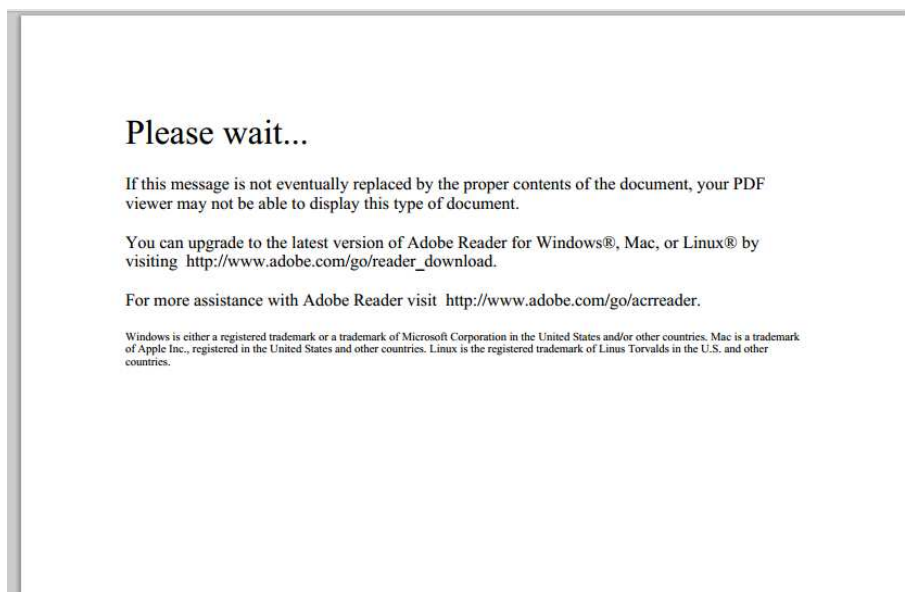 Please wait...
If this message is not eventually replaced by the proper contents of the document, your PDF
viewer may not be able to display this type of document.
You can upgrade to the latest version of Adobe Reader for Windows®, Mac, or Linux® by
visiting  http://www.adobe.com/go/reader_download.
For more assistance with Adobe Reader visit  http://www.adobe.com/go/acrreader.
Windows is either a registered trademark or a trademark of Microsoft Corporation in the United States and/or other countries. Mac is a trademark
of Apple Inc., registered in the United States and other countries. Linux is the registered trademark of Linus Torvalds in the U.S. and other
countries.